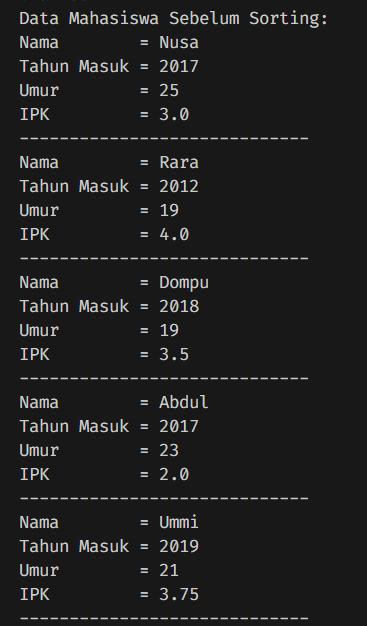 Data Mahasiswa Sebelum Sorting:
Nama        = Nusa
Tahun Masuk = 2017
Umur        = 25
IPK         = 3.0
-----------------------------
Nama        = Rara
Tahun Masuk = 2012
Umur        = 19
IPK         = 4.0
-----------------------------
Nama        = Dompu
Tahun Masuk = 2018
Umur        = 19
IPK         = 3.5
-----------------------------
Nama        = Abdul
Tahun Masuk = 2017
Umur        = 23
IPK         = 2.0
-----------------------------
Nama        = Ummi
Tahun Masuk = 2019
Umur        = 21
IPK         = 3.75
-----------------------------